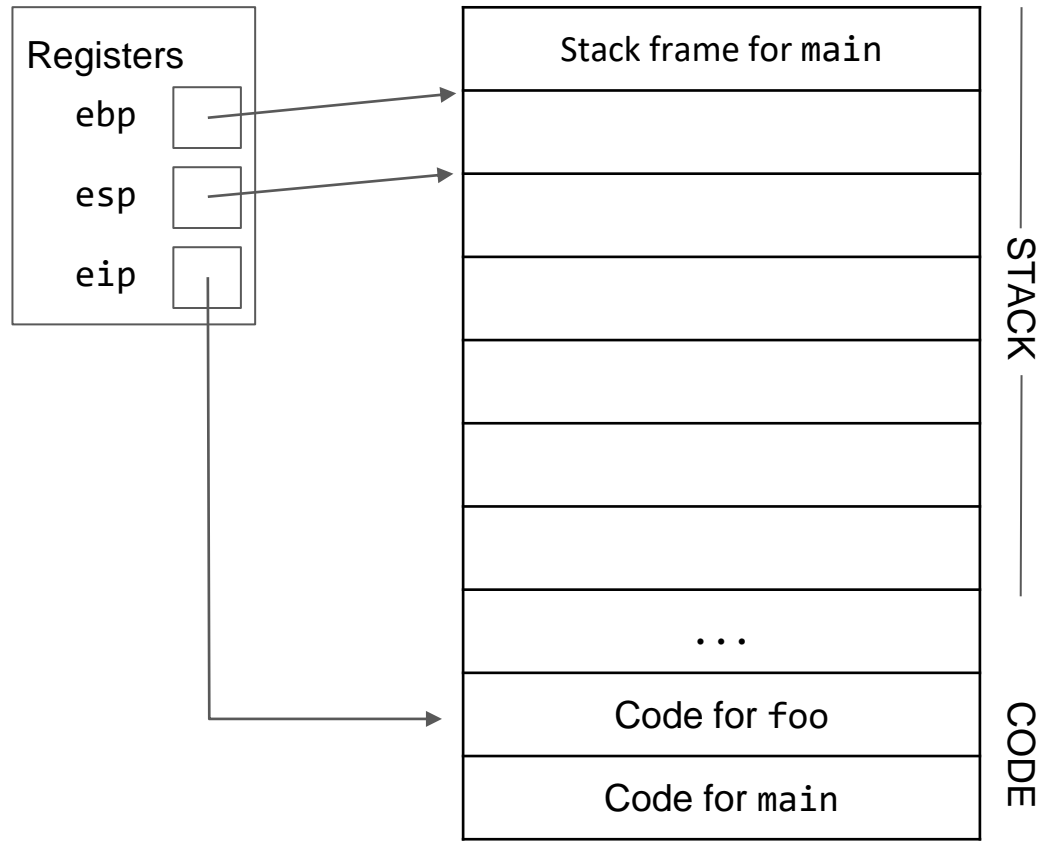 Registers
ebp
esp
eip
Stack frame for main
STACK
...
Code for foo
Code for main
CODE